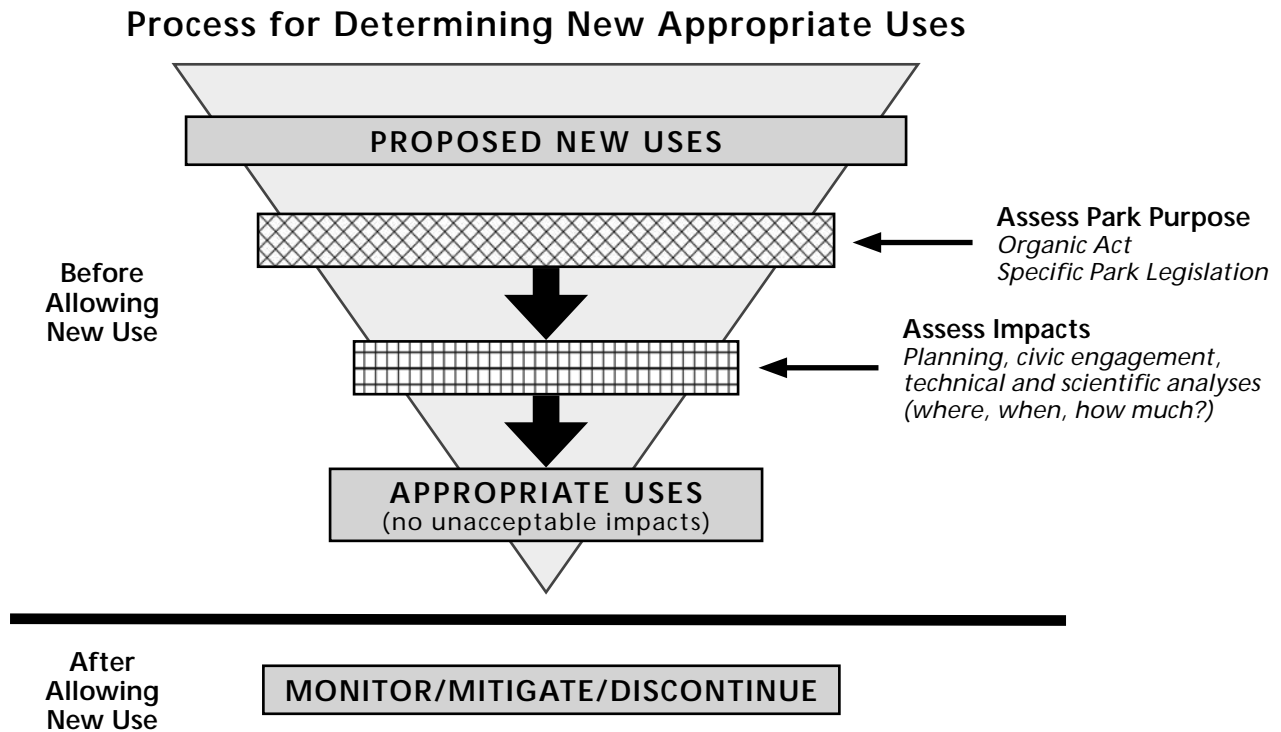 Process for Determining New Appropriate Uses
PROPOSED NEW USES
Assess Park Purpose
Organic Act
Specific Park Legislation
Before
Allowing
New Use
Assess Impacts
Planning, civic engagement,
technical and scientific analyses
(where, when, how much?)
APPROPRIATE USES
(no unacceptable impacts)
After
Allowing
New Use
MONITOR/MITIGATE/DISCONTINUE